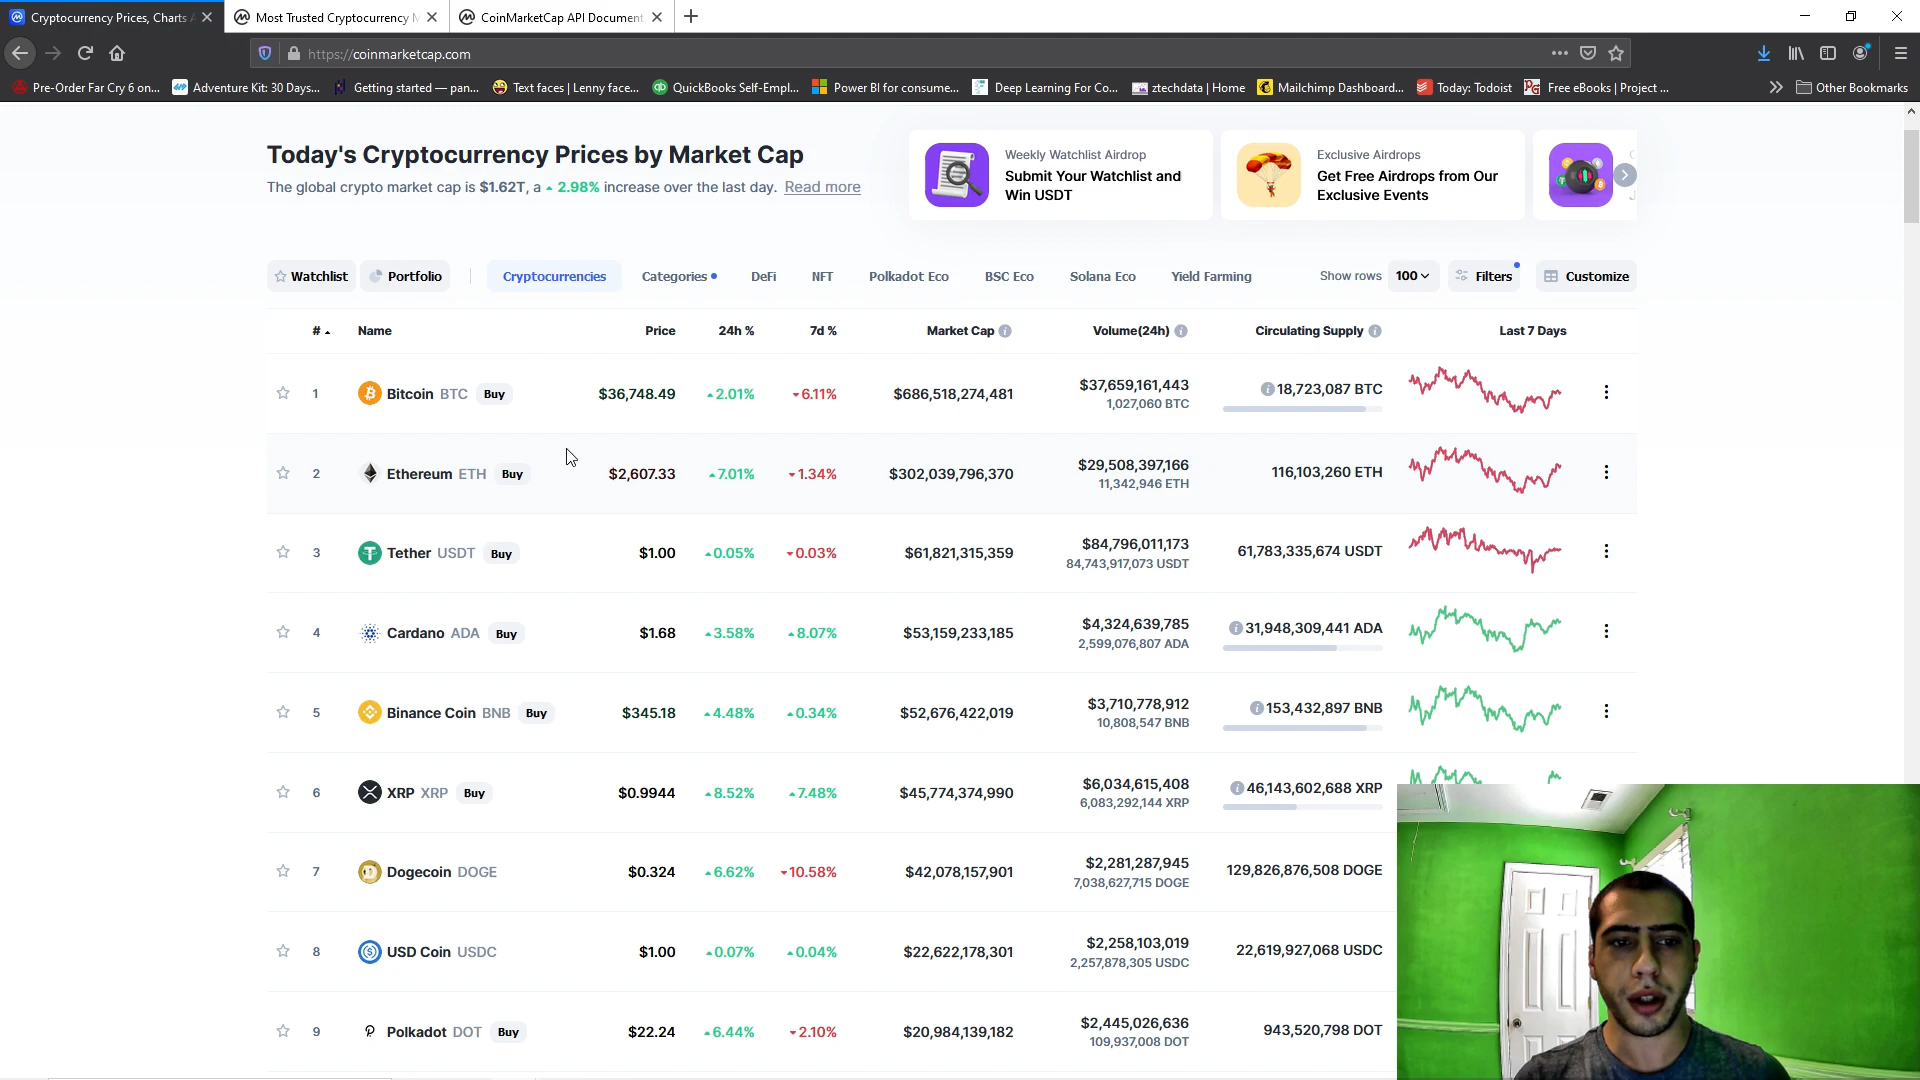 Cryptocurrency Prices, Charts A
Most Trusted Cryptocurrency M
CoinMarketCap API Document
https://coinmarketcap.com
Pre-Order Far Cry 6 on... Adventure Kit: 30 Days... Getting started — pan... Text faces | Lenny face... QuickBooks Self-Empl... Power BI for consume... Deep Learning For Co... ztechdata | Home Mailchimp Dashboard... Today: Todoist Free eBooks | Project ... Other Bookmarks
Today's Cryptocurrency Prices by Market Cap
The global crypto market cap is $1.62T, a 2.98% increase over the last day. Read more
Weekly Watchlist Airdrop
Submit Your Watchlist and
Win USDT
Exclusive Airdrops
Get Free Airdrops from Our
Exclusive Events
Watchlist Portfolio Cryptocurrencies Categories DeFi NFT Polkadot Eco BSC Eco Solana Eco Yield Farming Show rows 100 Filters Customize
# Name Price 24h % 7d % Market Cap Volume(24h) Circulating Supply Last 7 Days
1 Bitcoin BTC Buy $36,748.49 2.01% 6.11% $686,518,274,481 $37,659,161,443 18,723,087 BTC
1,027,060 BTC
2 Ethereum ETH Buy $2,607.33 7.01% 1.34% $302,039,796,370 $29,508,397,166 116,103,260 ETH
11,342,946 ETH
3 Tether USDT Buy $1.00 0.05% 0.03% $61,821,315,359 $84,796,011,173 61,783,335,674 USDT
84,743,917,073 USDT
4 Cardano ADA Buy $1.68 3.58% 8.07% $53,159,233,185 $4,324,639,785 31,948,309,441 ADA
2,599,076,807 ADA
5 Binance Coin BNB Buy $345.18 4.48% 0.34% $52,676,422,019 $3,710,778,912 153,432,897 BNB
10,808,547 BNB
6 XRP XRP Buy $0.9944 8.52% 7.48% $45,774,374,990 $6,034,615,408 46,143,602,688 XRP
6,083,292,144 XRP
7 Dogecoin DOGE $0.324 6.62% 10.58% $42,078,157,901 $2,281,287,945 129,826,876,508 DOGE
7,038,627,715 DOGE
8 USD Coin USDC $1.00 0.07% 0.04% $22,622,178,301 $2,258,103,019 22,619,927,068 USDC
2,257,878,305 USDC
9 Polkadot DOT Buy $22.24 6.44% 2.10% $20,984,139,182 $2,445,026,636 943,520,798 DOT
109,937,008 DOT